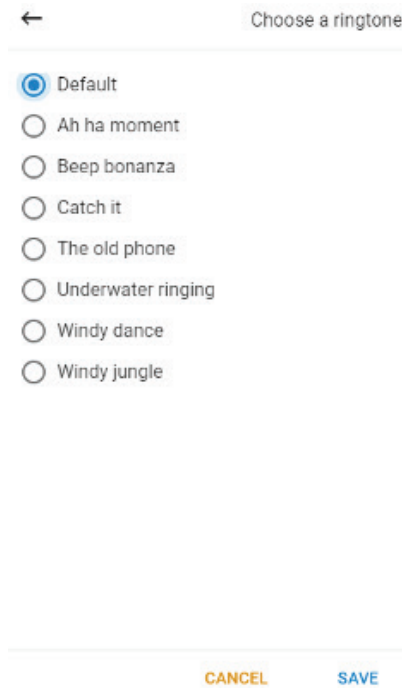 Choose a ringtone
Default
Ah ha moment
Beep bonanza
Catch it
The old phone
Underwater ringing
Windy dance
Windy jungle
CANCEL SAVE